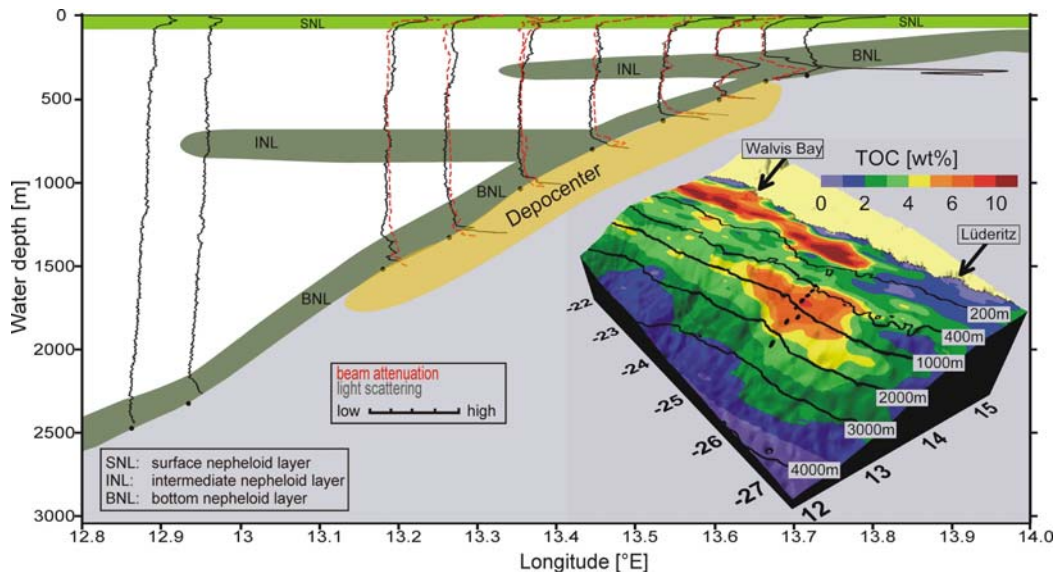 SNL
SNL
BNL
INL
INL
BNL
Depocenter
BNL
0
500
1000
1500
2000
2500
3000
Water depth [m]
12.8
12.9
13.0
13.1
13.2
13.3
13.4
13.5
13.6
13.7
13.8
13.9
14.0
Longitude [°E]
beam attenuation
light scattering
low high
SNL: surface nepheloid layer
INL: intermediate nepheloid layer
BNL: bottom nepheloid layer
Walvis Bay
TOC [wt%]
0 2 4 6 10
Lüderitz
200m
400m
1000m
2000m
3000m
4000m
-22
-23
-24
-25
-26
-27
12
13
14
15